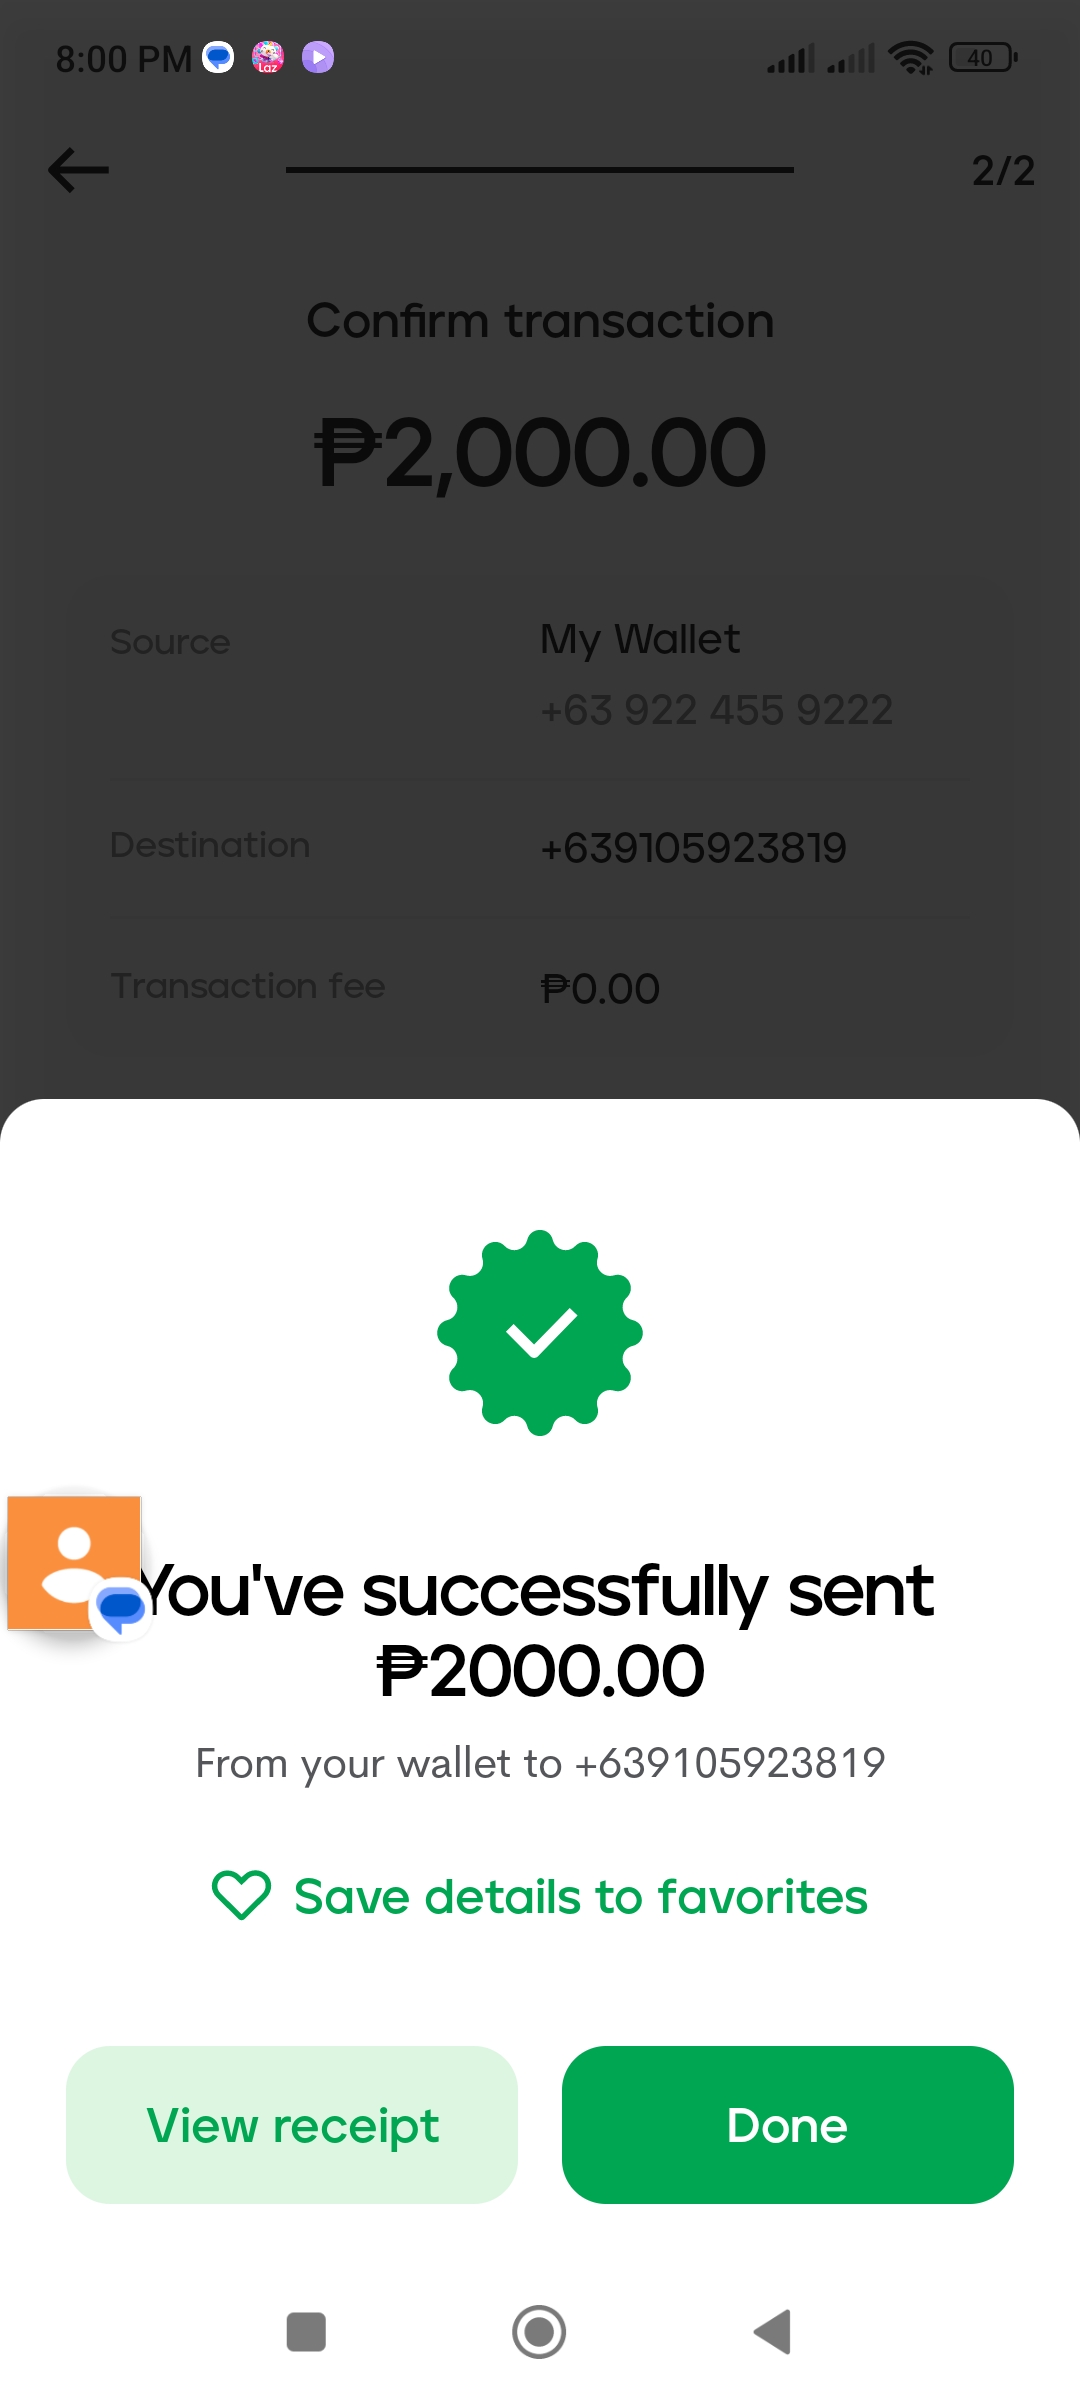 8:00 PM
Laz
40
2/2
Confirm transaction
₱2,000.00
Source
My Wallet
+63 922 455 9222
Destination
+639105923819
Transaction fee
₱0.00
You've successfully sent
₱2000.00
From your wallet to +639105923819
Save details to favorites
View receipt
Done